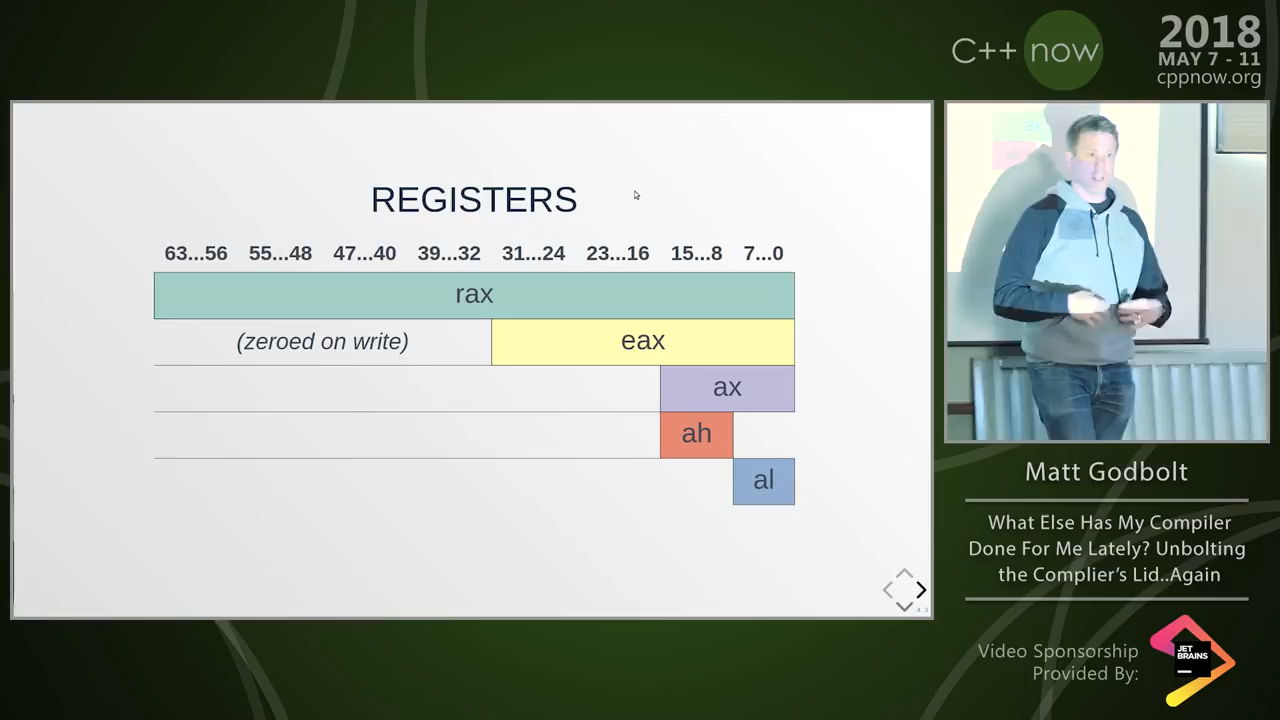 C++ now
2018
MAY 7 - 11
cppnow.org
REGISTERS
63...56 55...48 47...40 39...32 31...24 23...16 15...8 7...0
rax
(zeroed on write) eax
ax
ah
al
Matt Godbolt
What Else Has My Compiler
Done For Me Lately? Unbolting
the Complier's Lid..Again
Video Sponsorship
Provided By:
JET
BRAINS